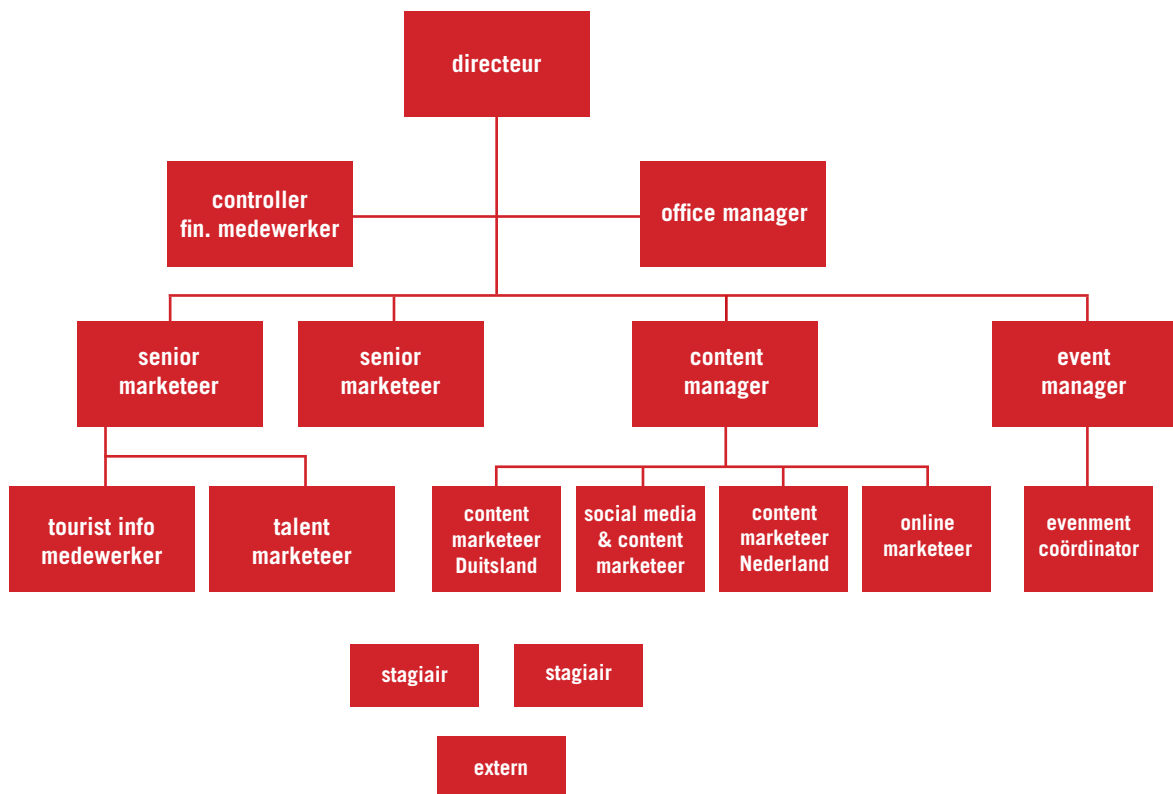 directeur
controller
fin. medewerker
office manager
senior
marketeer
senior
marketeer
content
manager
event
manager
tourist info
medewerker
talent
marketeer
content
marketeer
Duitsland
social media
& content
marketeer
content
marketeer
Nederland
online
marketeer
evenment
coördinator
stagiair
stagiair
extern